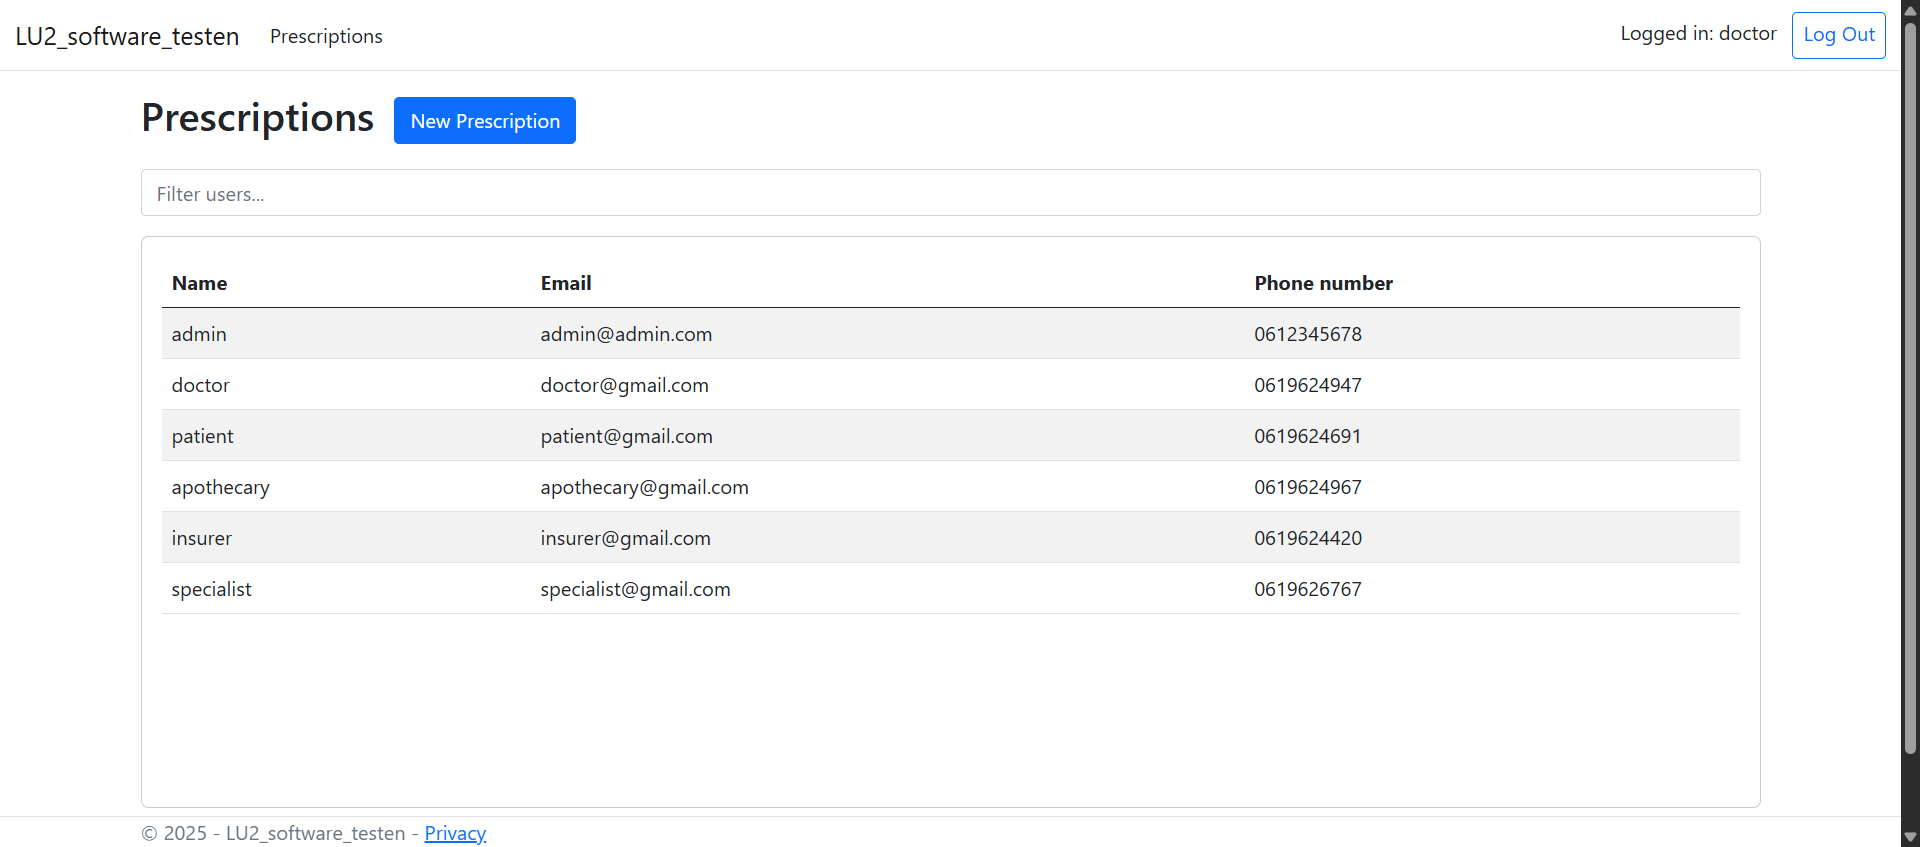 LU2_software_testen Prescriptions Logged in: doctor Log Out
Prescriptions New Prescription
Filter users...
Name Email Phone number
admin admin@admin.com 0612345678
doctor doctor@gmail.com 0619624947
patient patient@gmail.com 0619624691
apothecary apothecary@gmail.com 0619624967
insurer insurer@gmail.com 0619624420
specialist specialist@gmail.com 0619626767
© 2025 - LU2_software_testen - Privacy